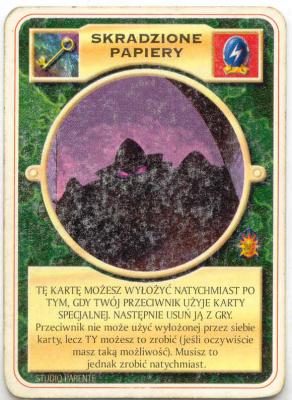 SKRADZIONE
PAPIERY
TĘ KARTĘ MOŻESZ WYŁOŻYĆ NATYCHMIAST PO
TYM, GDY TWÓJ PRZECIWNIK UŻYJE KARTY
SPECJALNEJ. NASTĘPNIE USUŃ JĄ Z GRY.
Przeciwnik nie może użyć wyłożonej przez siebie
karty, lecz TY możesz to zrobić (jeśli oczywiście
masz taką możliwość). Musisz to
jednak zrobić natychmiast.
STUDIO PARENTE